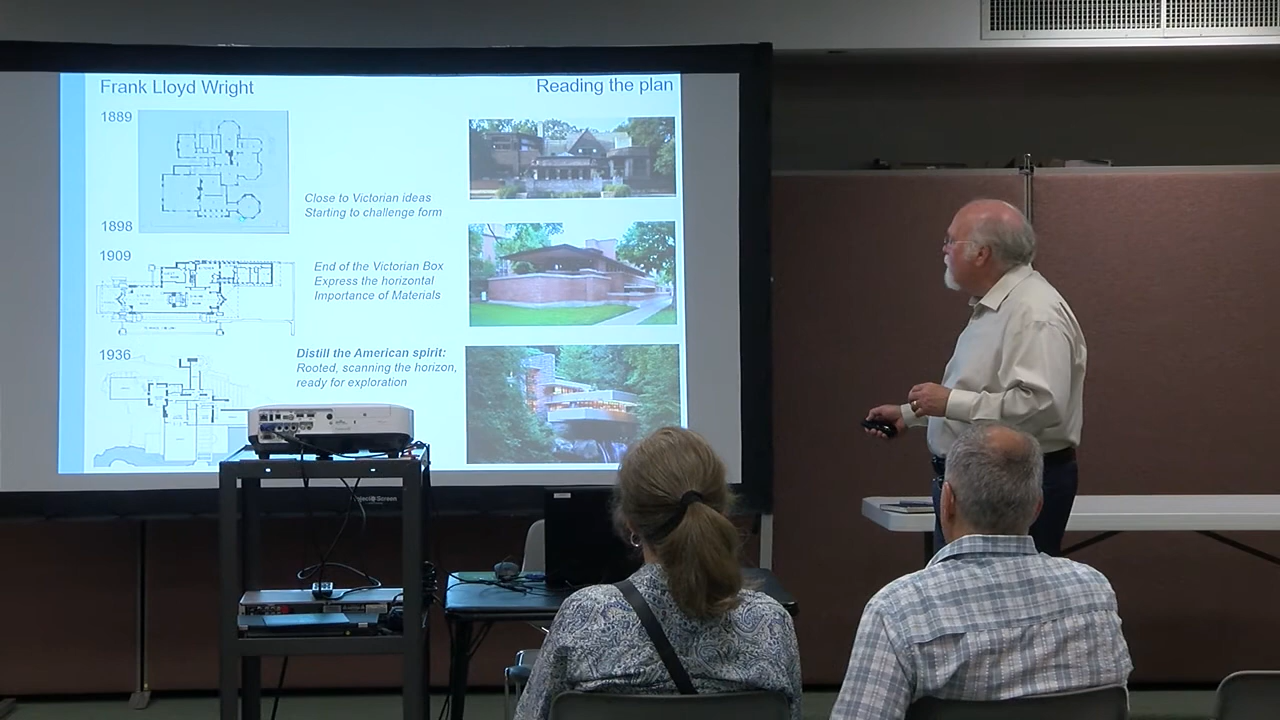 Frank Lloyd Wright
Reading the plan
1889
Close to Victorian ideas
Starting to challenge form
1898
1909
End of the Victorian Box
Express the horizontal
Importance of Materials
1936
Distill the American spirit:
Rooted, scanning the horizon,
ready for exploration
Screen